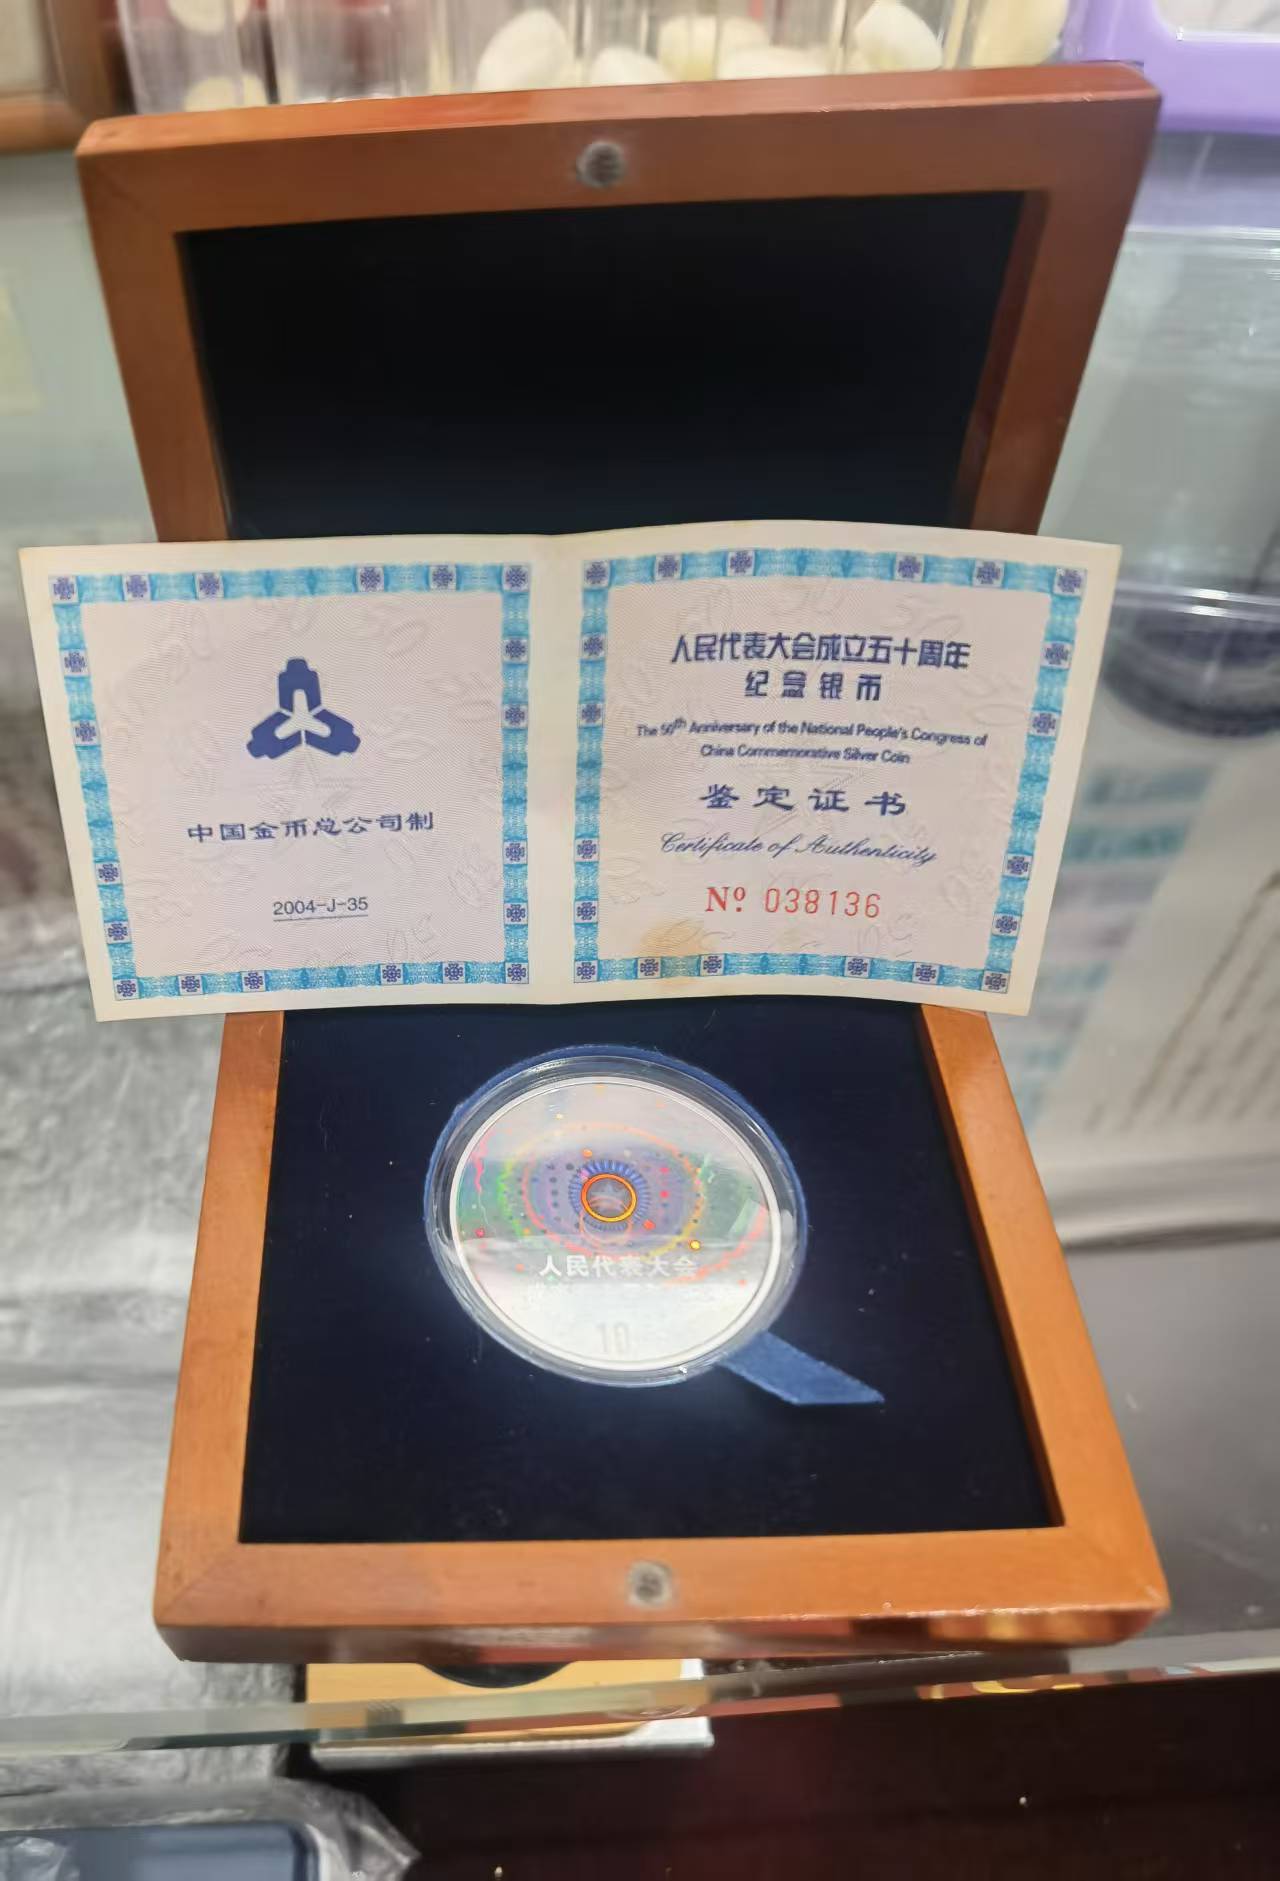 中国金币总公司制
2004-J-35
人民代表大会成立五十周年
纪念银币
The 50th Anniversary of the National People's Congress of
China Commemorative Silver Coin
鉴定证书
Certificate of Authenticity
Nº 038136
人民代表大会
10